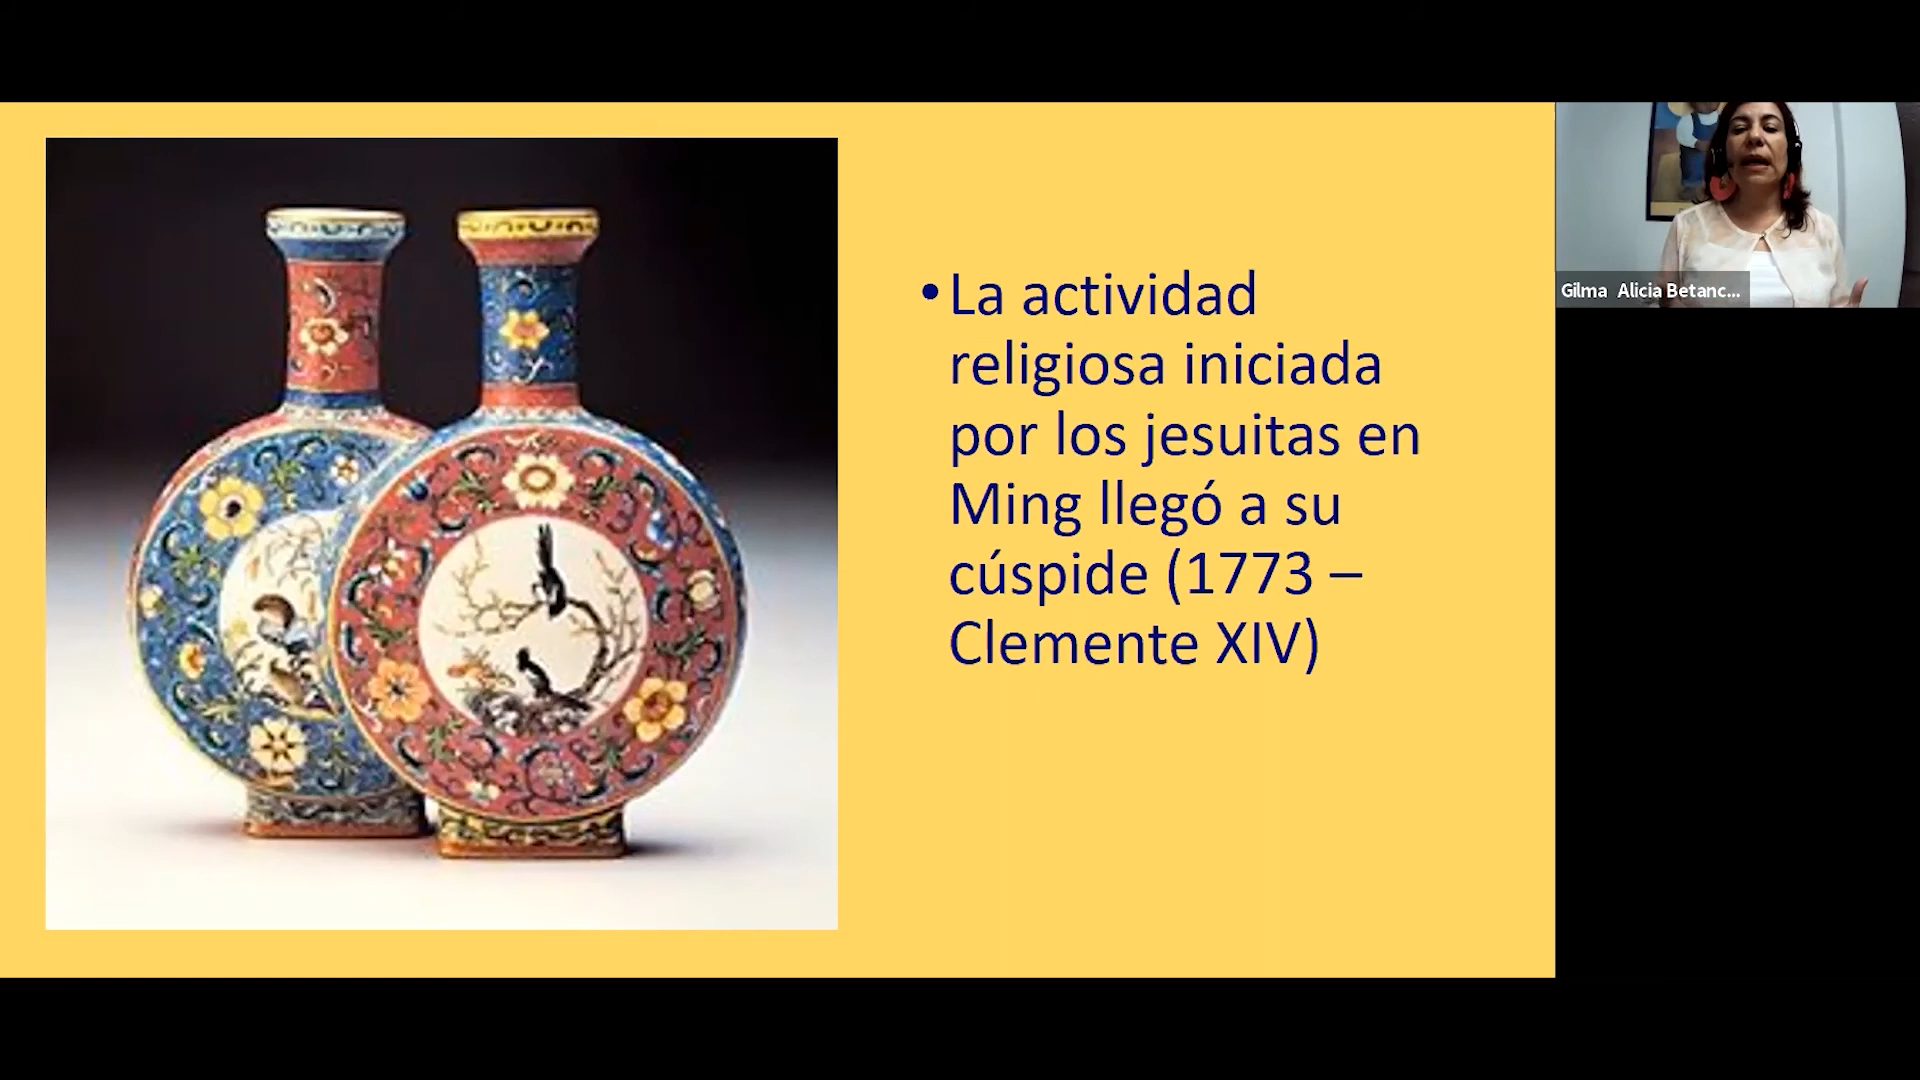 • La actividad
religiosa iniciada
por los jesuitas en
Ming llegó a su
cúspide (1773 –
Clemente XIV)
Gilma Alicia Betanc...